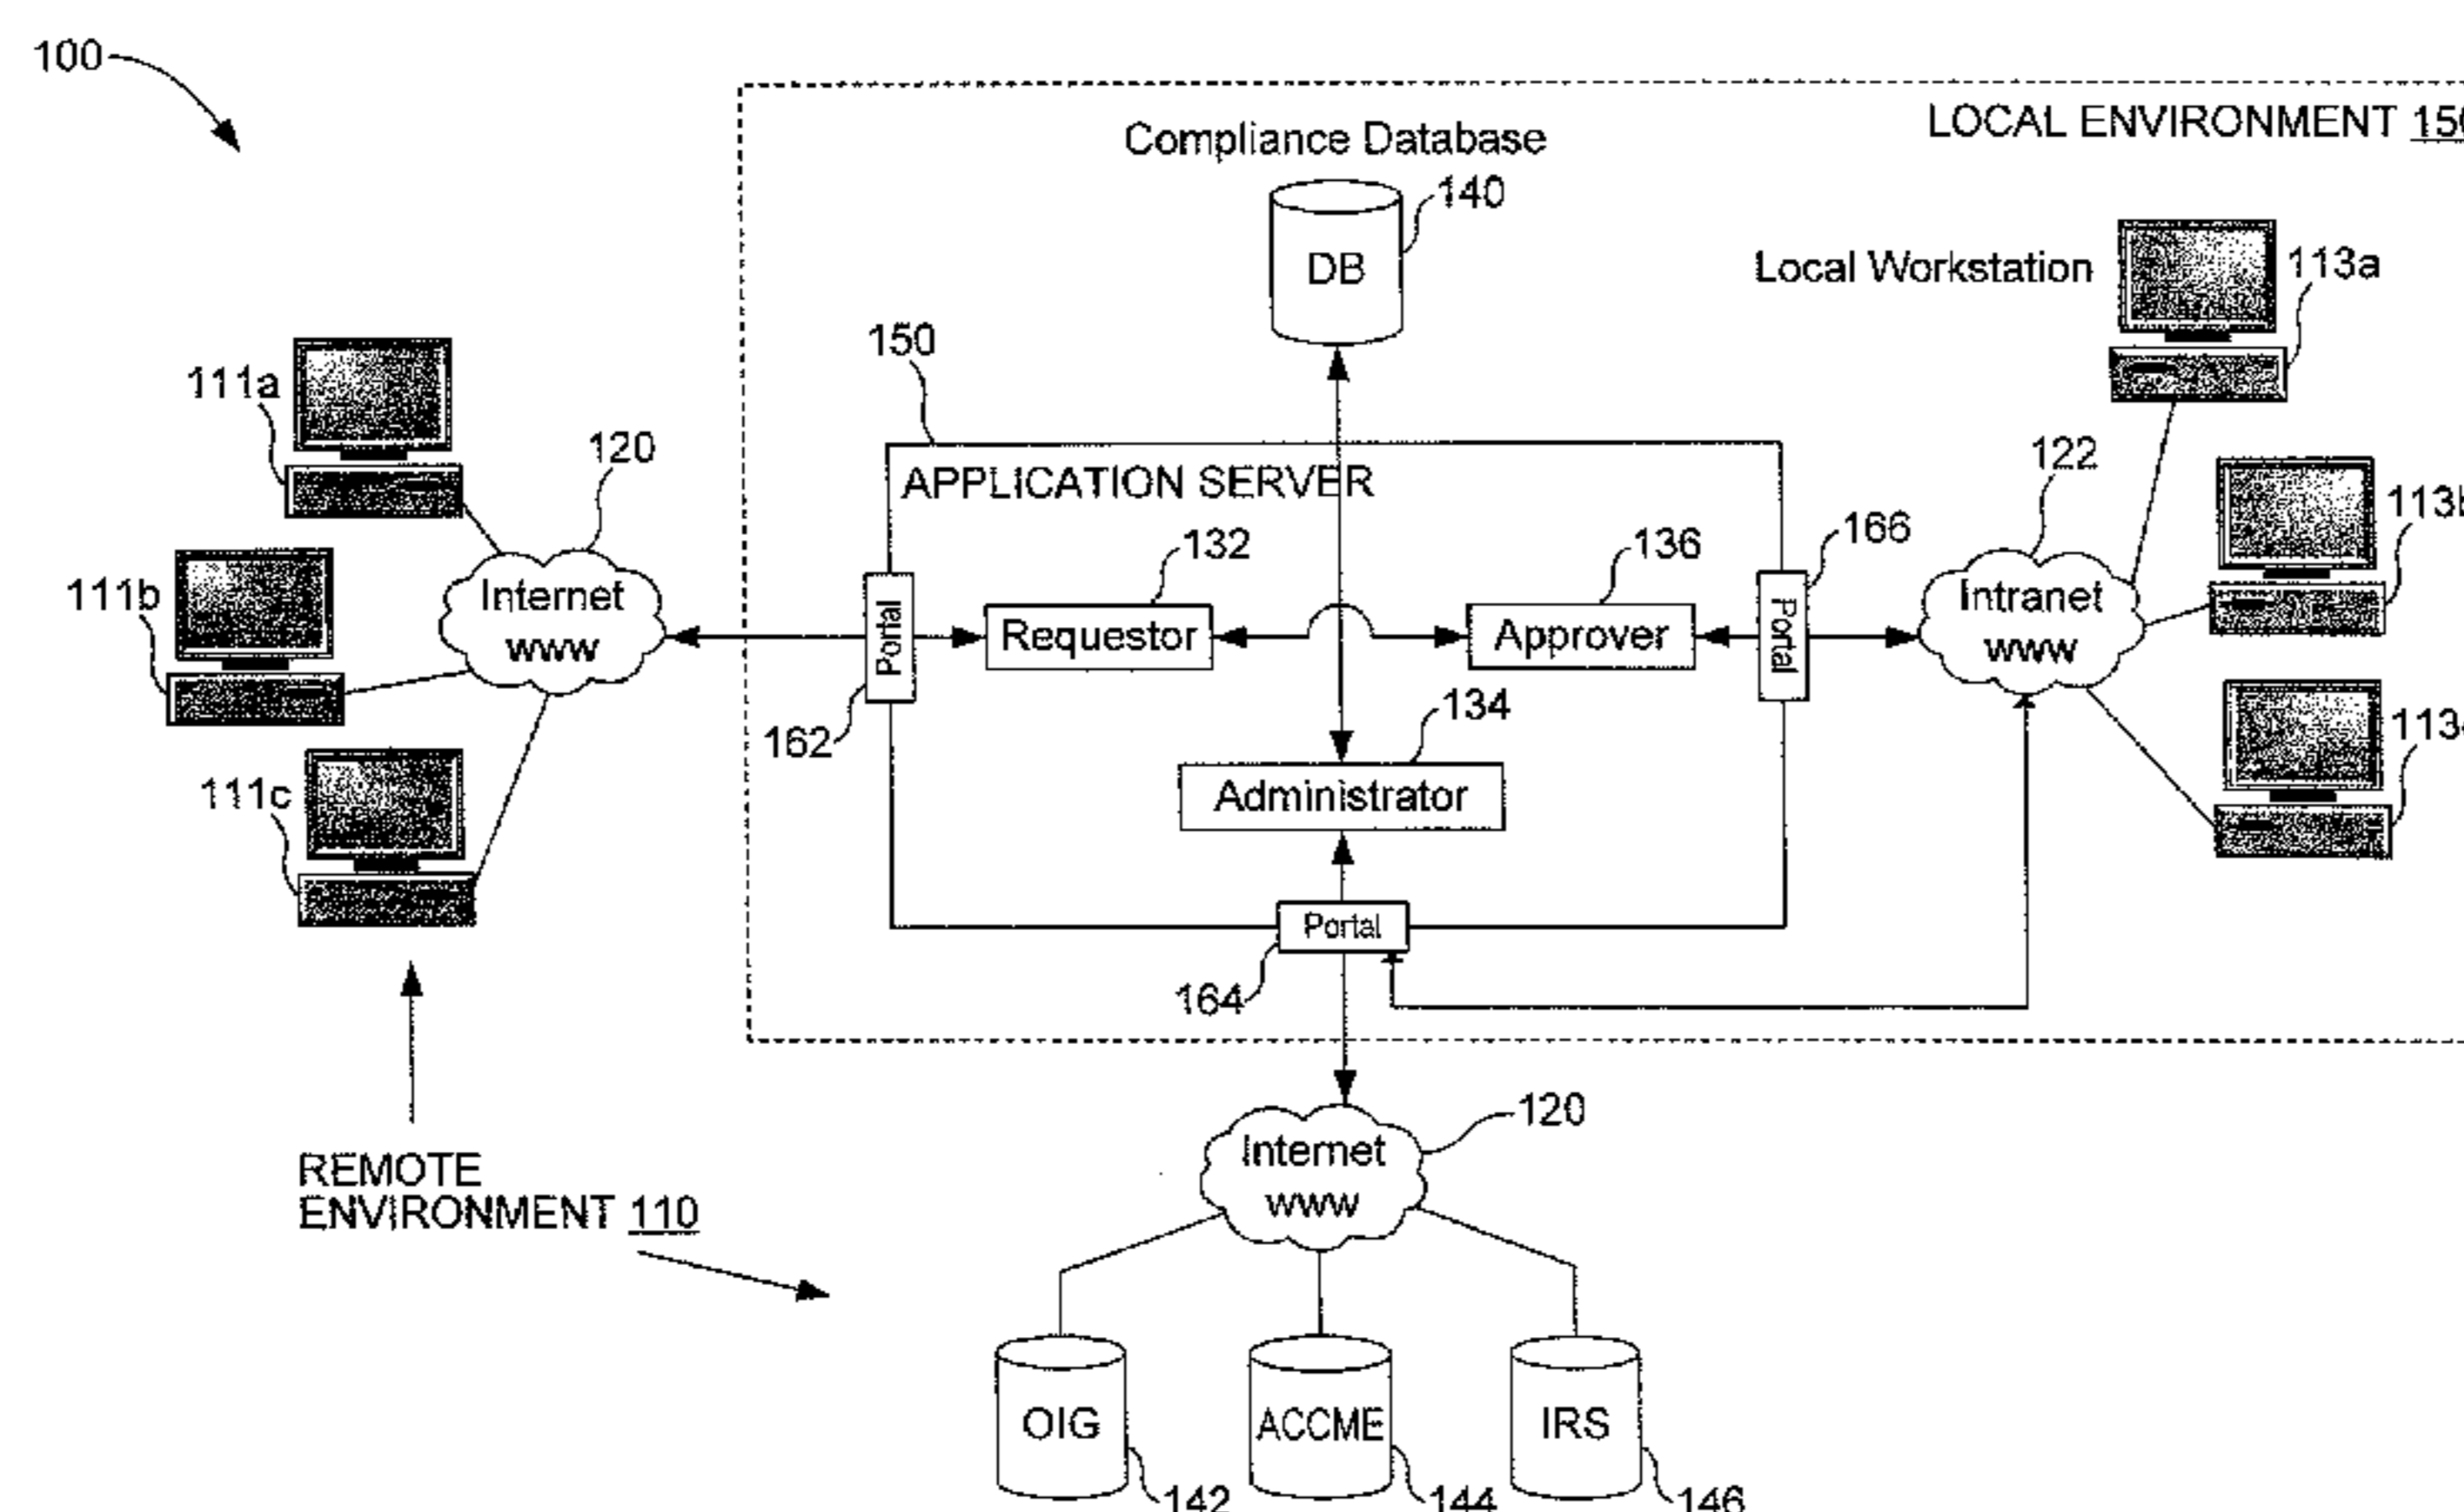 100
LOCAL ENVIRONMENT 150
Compliance Database
140
DB
Local Workstation
113a
150
111a
120
122
APPLICATION SERVER
113b
166
132
136
Internet
www
Portal
Requestor
Approver
Portal
Intranet
www
111b
162
134
111c
Administrator
Portal
164
120
REMOTE
ENVIRONMENT 110
Internet
www
OIG
ACCME
IRS
142
144
146